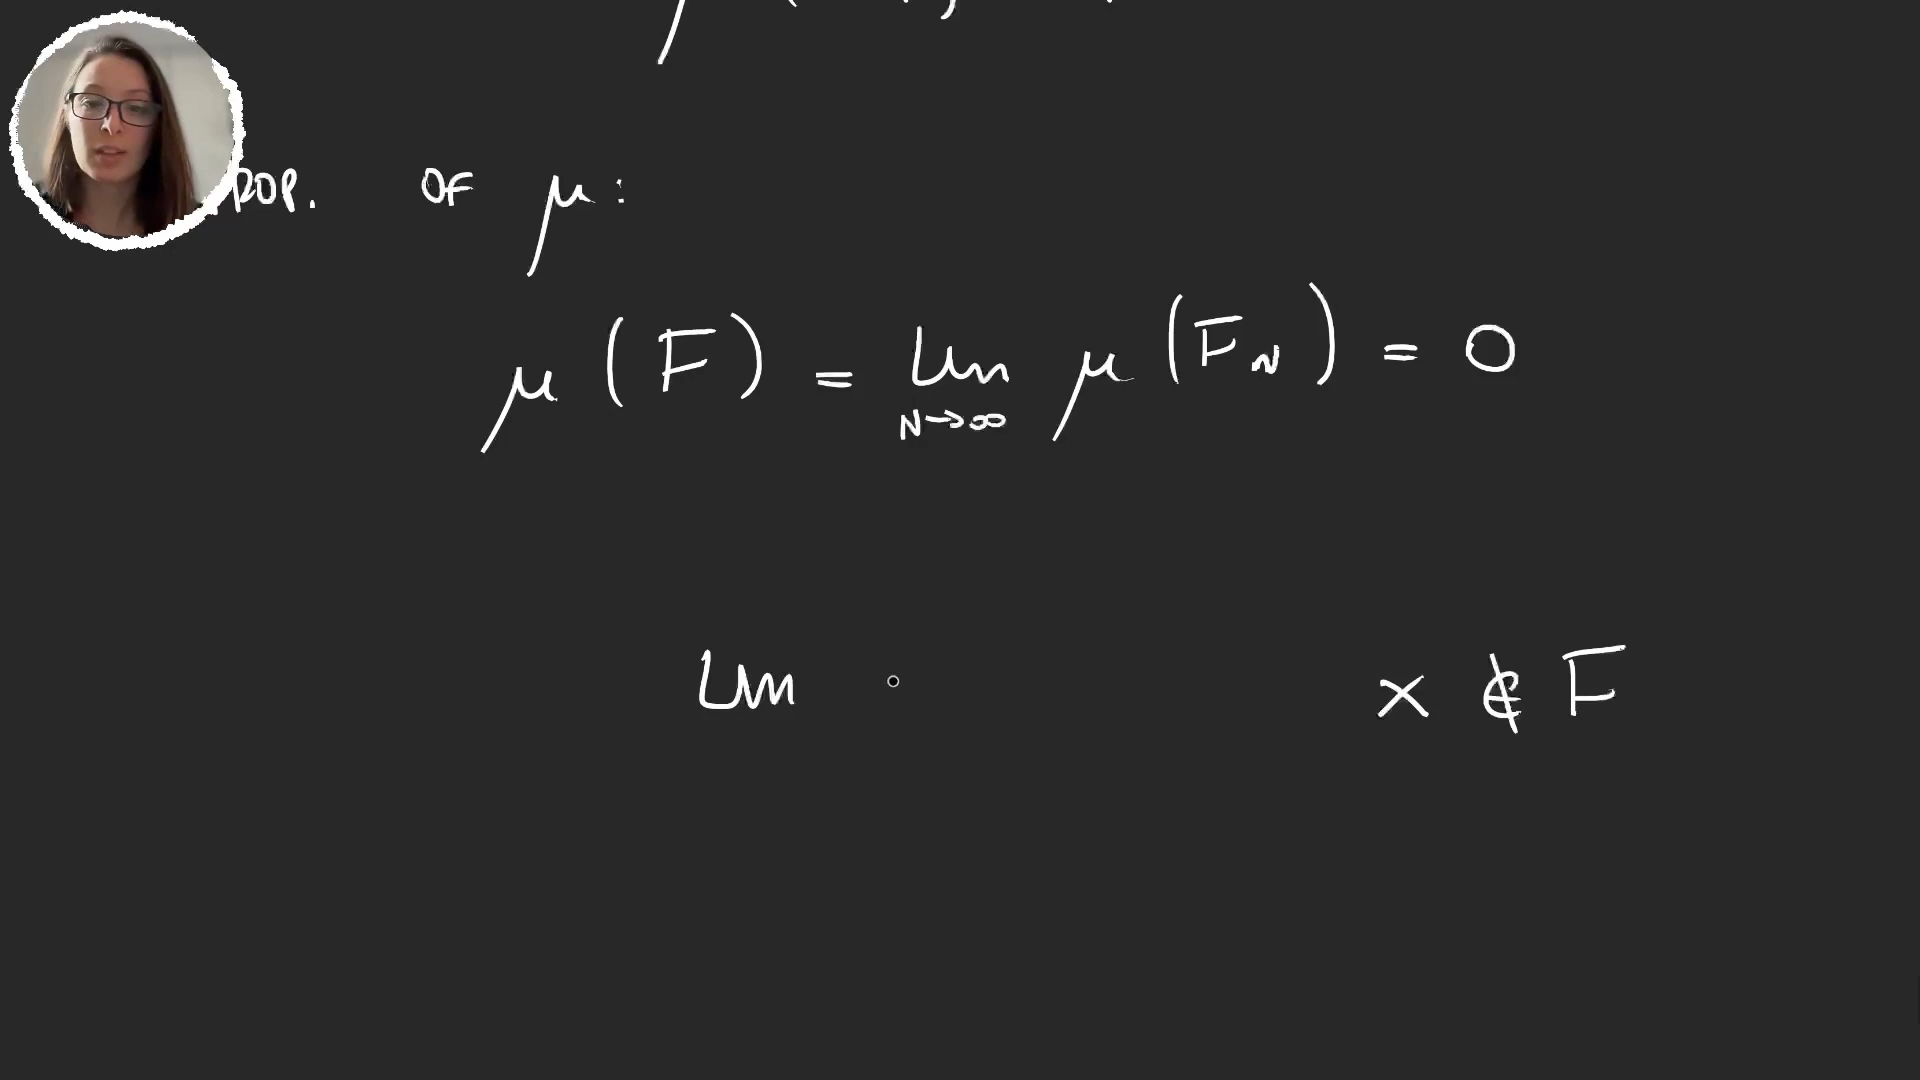 ROP. OF μ:
μ(F) = lim μ(F_N) = 0
N→∞
lim x ∉ F